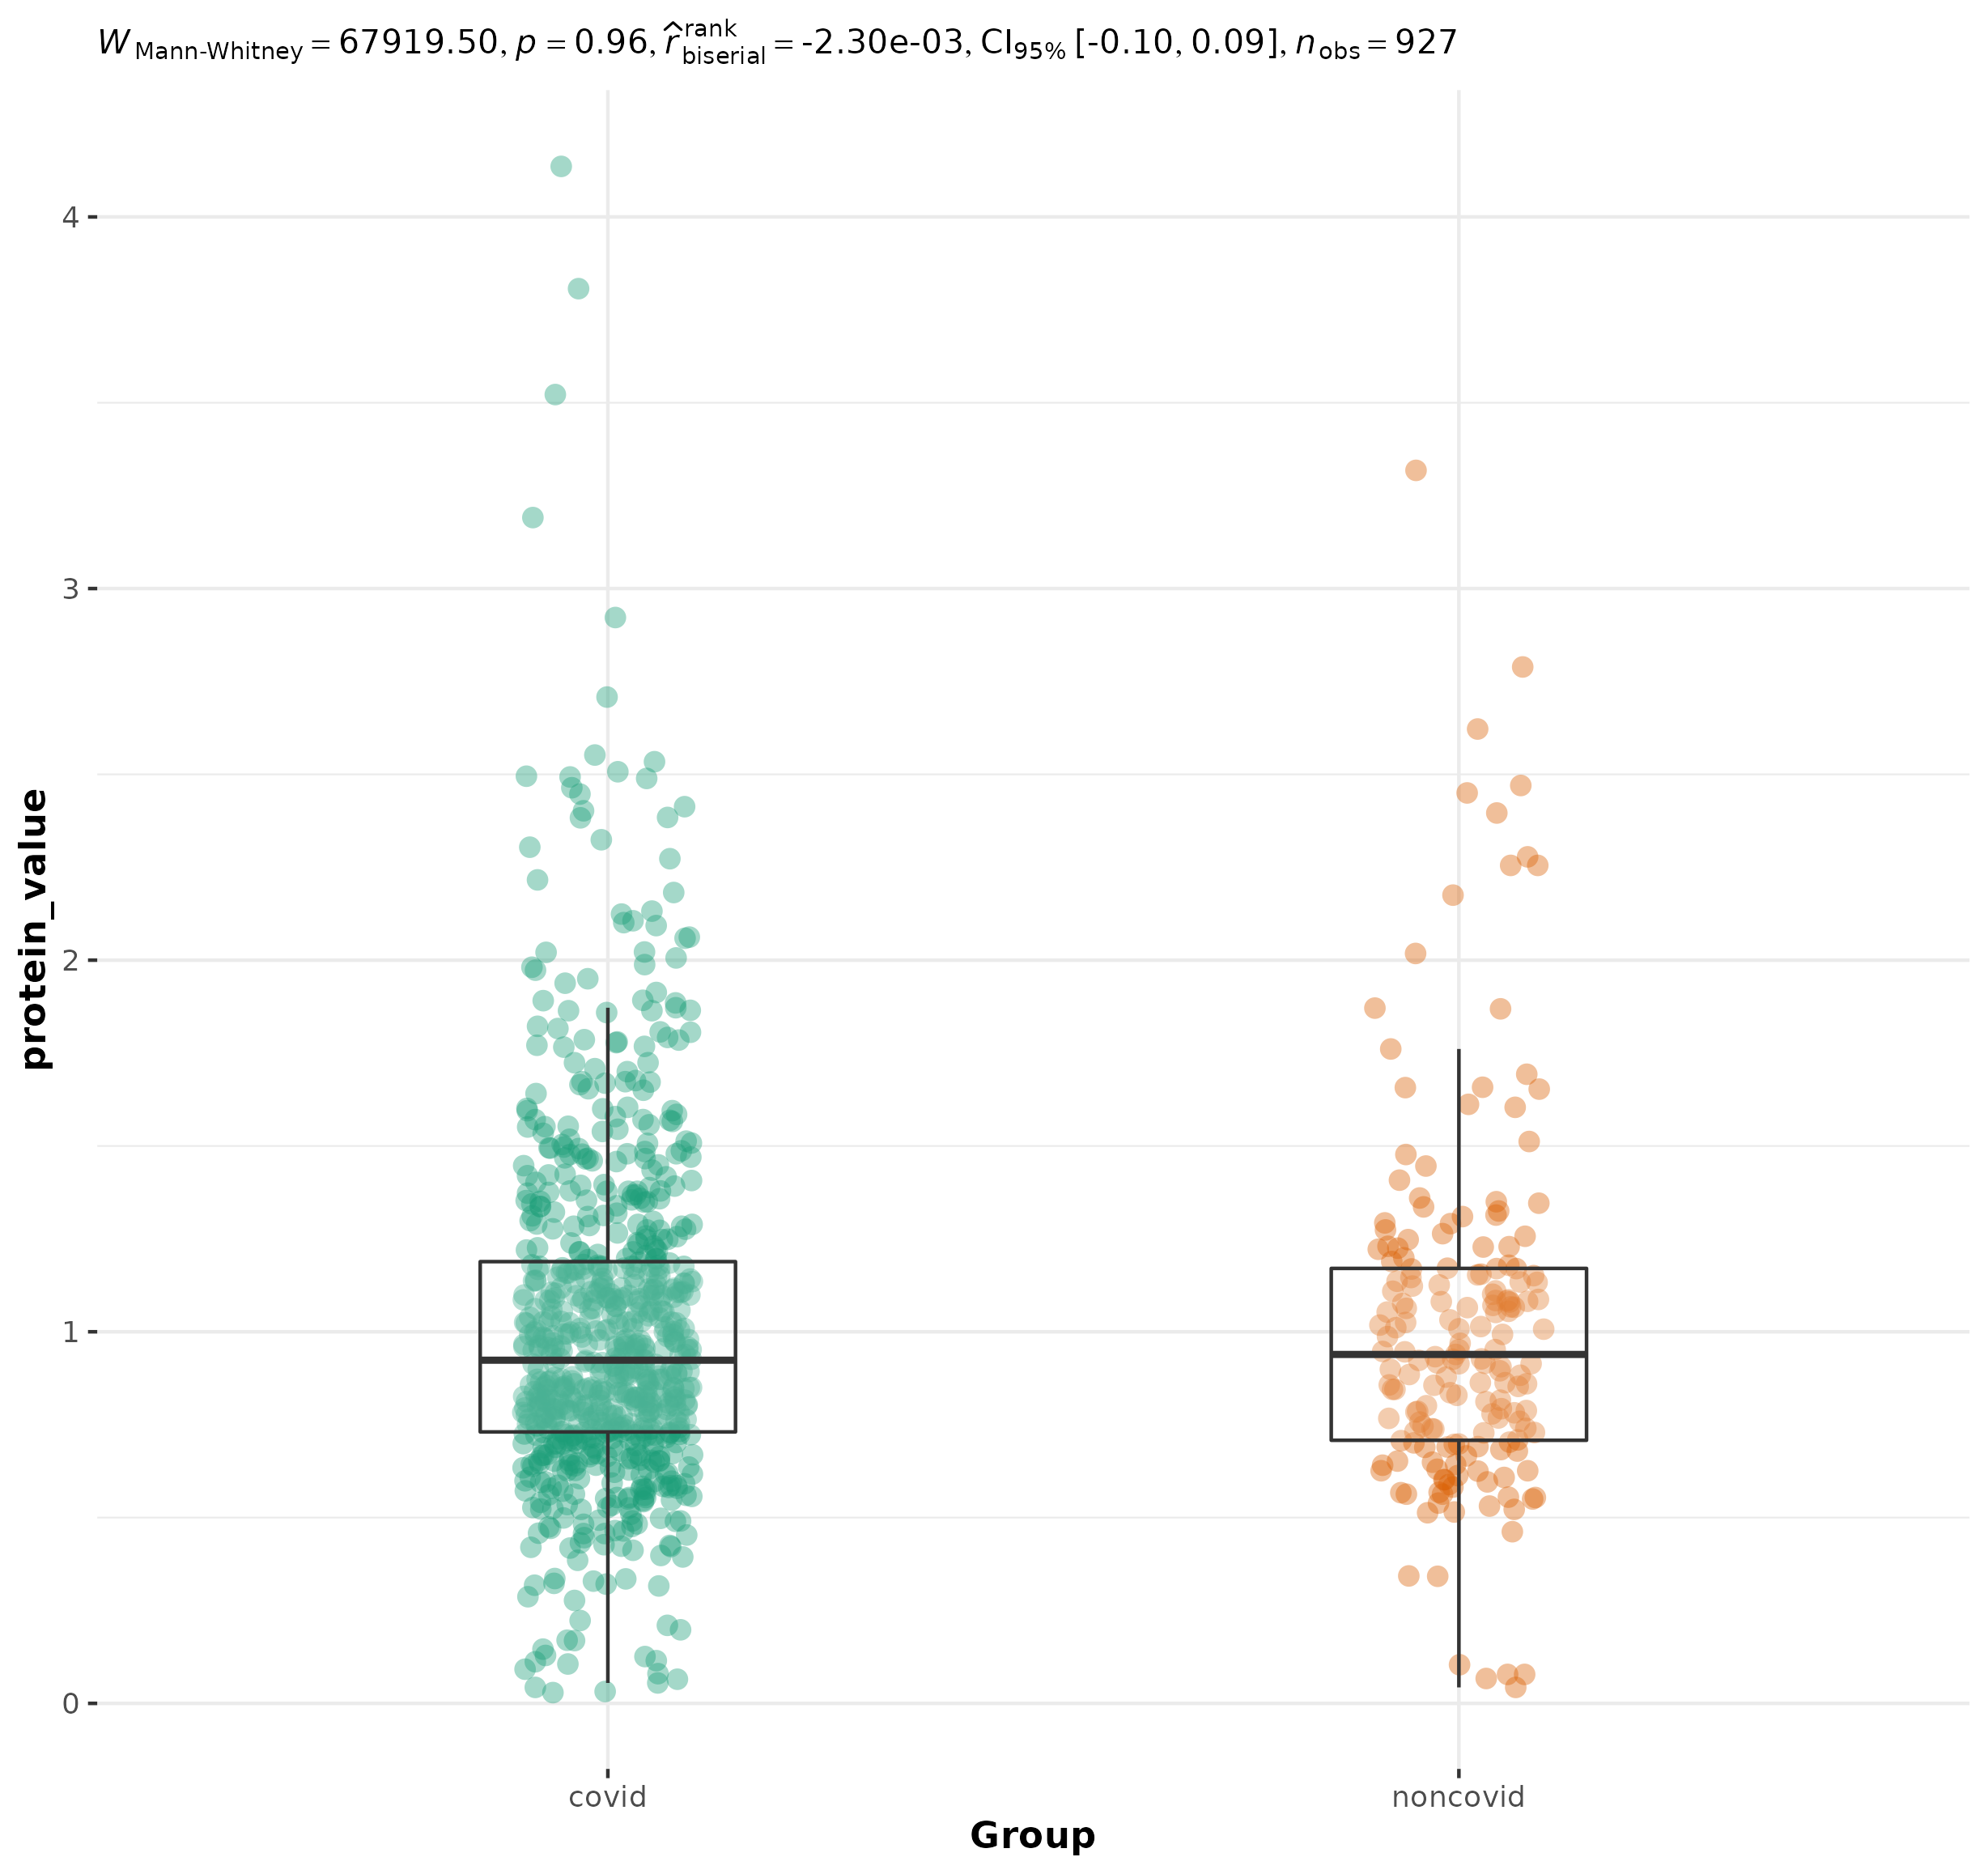 W Mann-Whitney = 67919.50, p = 0.96, r̂ rank biserial = -2.30e-03, CI95% [-0.10, 0.09], nobs = 927
4
3
2
1
0
protein_value
covid noncovid
Group